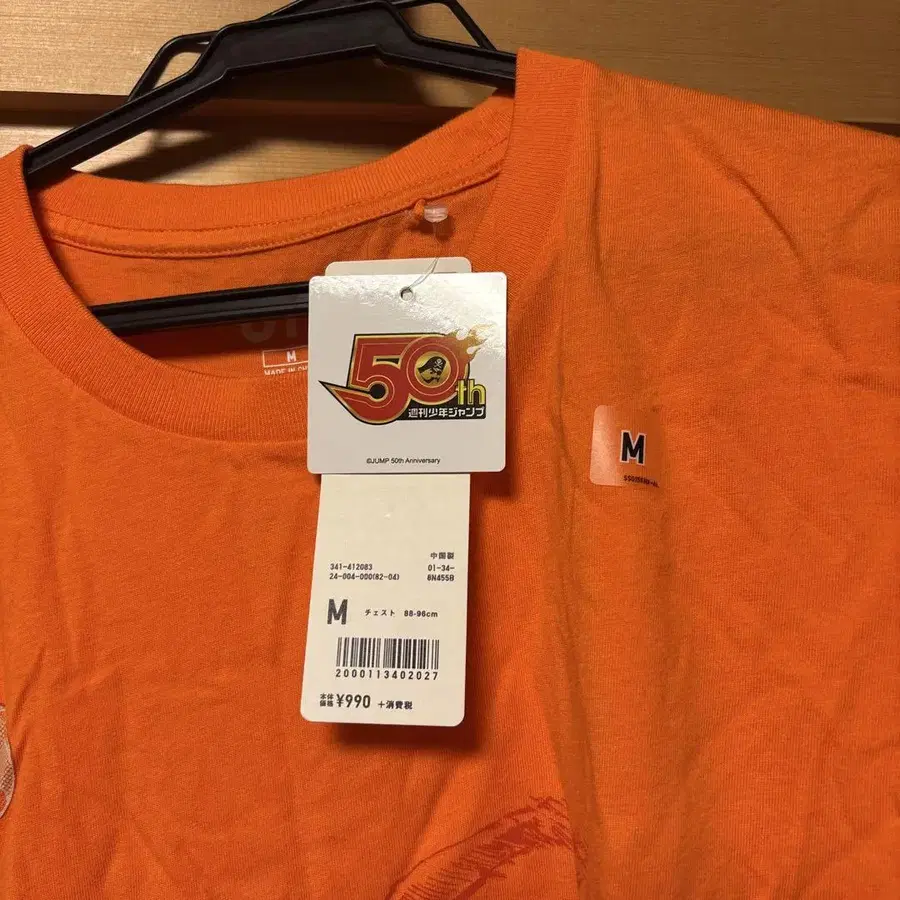 M
50th
週刊少年ジャンプ
©JUMP 50th Anniversary
中国製
341-412083 01-34-
24-004-000(82-04) 8N455B
M チェスト 88-96cm
2000113402027
本体価格 ¥990 +消費税
M